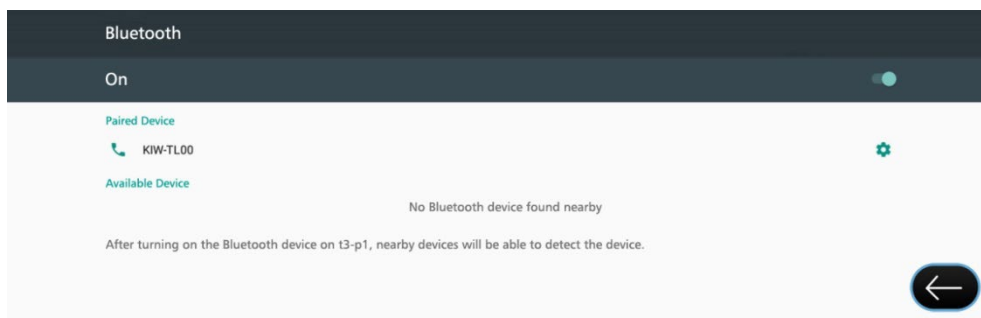 Bluetooth
On
Paired Device
KIW-TL00
Available Device
No Bluetooth device found nearby
After turning on the Bluetooth device on t3-p1, nearby devices will be able to detect the device.